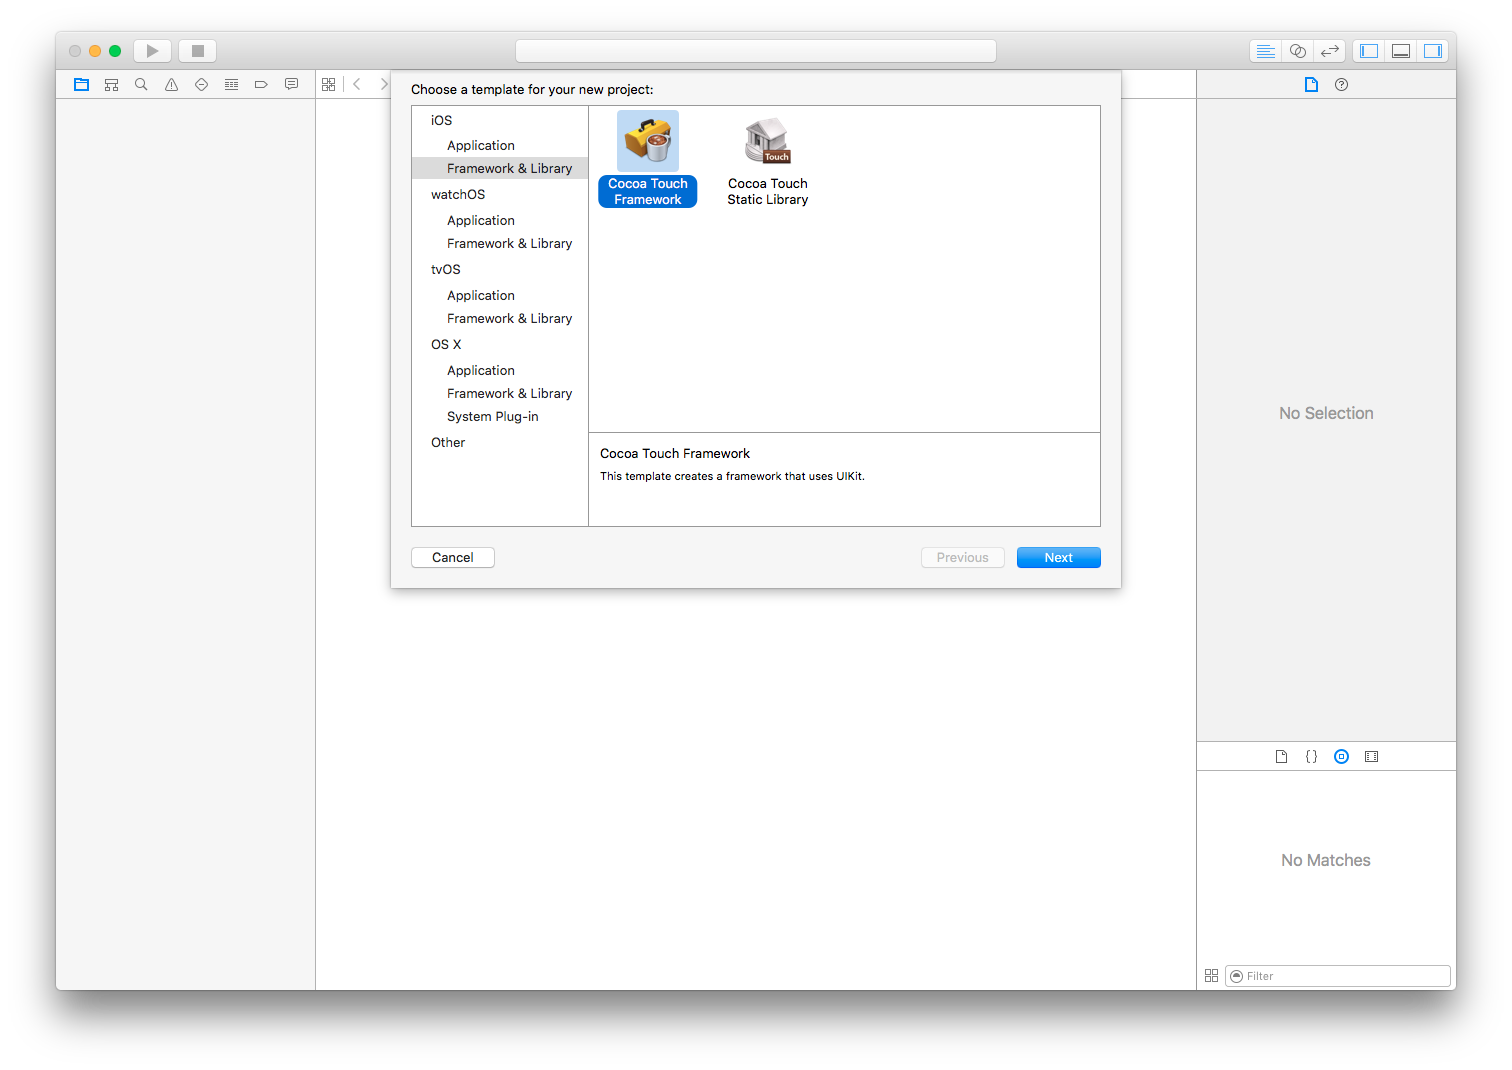 Choose a template for your new project:
iOS
Application
Framework & Library
watchOS
Application
Framework & Library
tvOS
Application
Framework & Library
OS X
Application
Framework & Library
System Plug-in
Other
Touch
Cocoa Touch
Framework
Cocoa Touch
Static Library
Cocoa Touch Framework
This template creates a framework that uses UIKit.
Cancel
Previous
Next
No Selection
No Matches
Filter